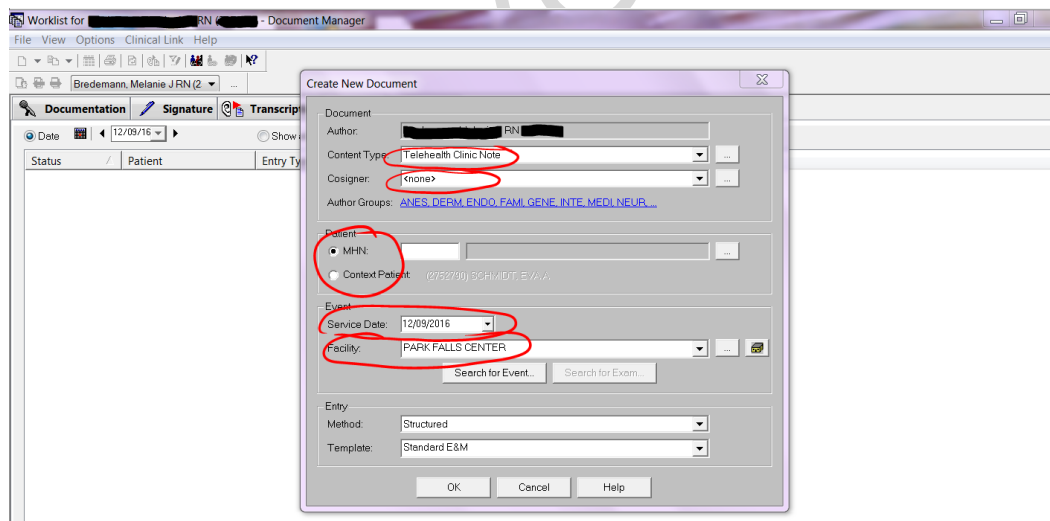 Worklist for RN ( - Document Manager
File View Options Clinical Link Help
Bredemann, Melanie J RN (2 ...
Documentation Signature Transcrip
Date 12/09/16 Show
Status Patient Entry Ty
Create New Document
Document
Author: RN
Content Type: Telehealth Clinic Note ...
Cosigner: <none> ...
Author Groups: ANES, DERM, ENDO, FAMI, GENE, INTE, MEDI, NEUR, ...
Patient
MHN: ...
Context Patient: (2752790) SCHMIDT, EVA A
Event
Service Date: 12/09/2016
Facility: PARK FALLS CENTER ...
Search for Event... Search for Exam...
Entry
Method: Structured
Template: Standard E&M
OK Cancel Help